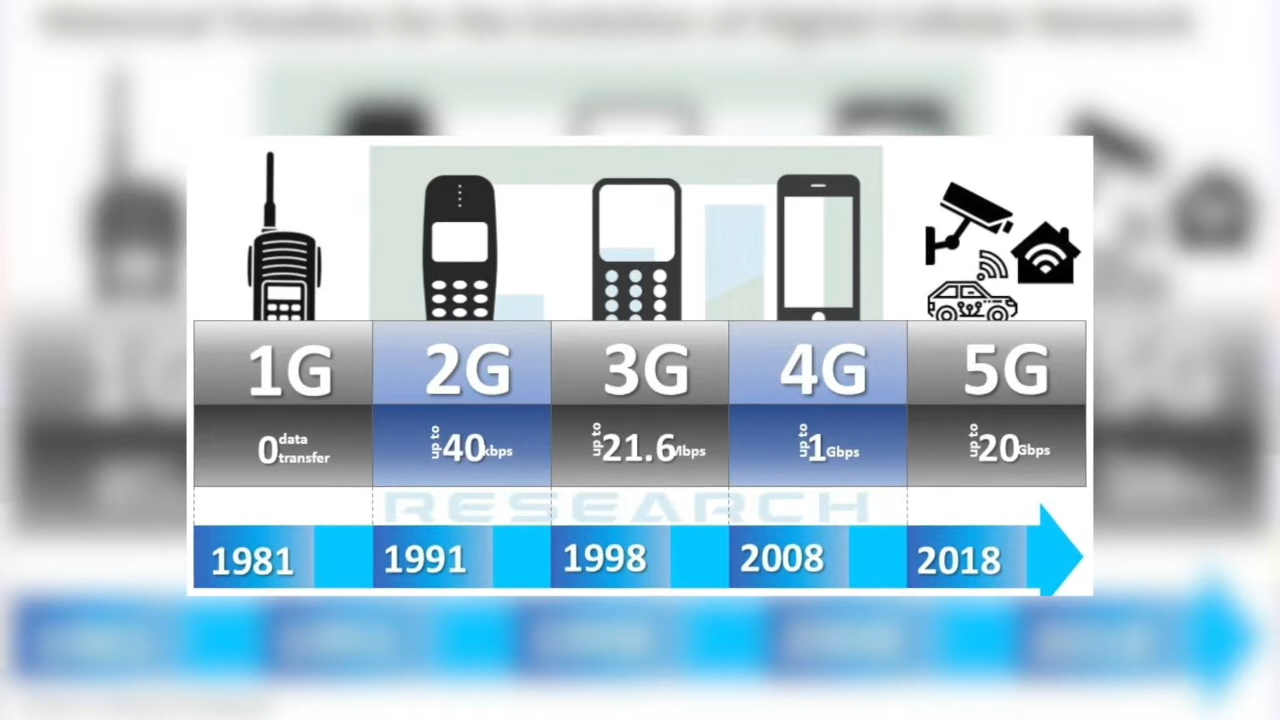 1G 2G 3G 4G 5G
0 data transfer up to 40 kbps up to 21.6 Mbps up to 1 Gbps up to 20 Gbps
RESEARCH
1981 1991 1998 2008 2018